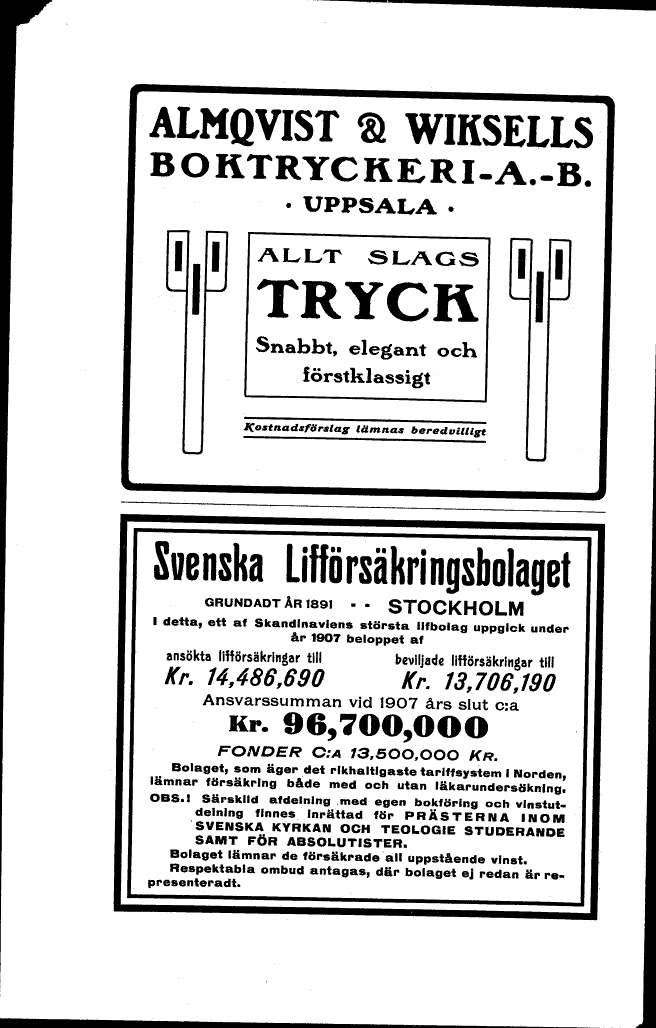 ALMQVIST & WIKSELLS
BOKTRYCKERI-A.-B.
· UPPSALA ·
ALLT SLAGS
TRYCK
Snabbt, elegant och
förstklassigt
Kostnadsförslag lämnas beredvilligt
Svenska Lifförsäkringsbolaget
GRUNDADT ÅR 1891 - - STOCKHOLM
I detta, ett af Skandinaviens största lifbolag uppgick under
år 1907 beloppet af
ansökta lifförsäkringar till
Kr. 14,486,690
beviljade lifförsäkringar till
Kr. 13,706,190
Ansvarssumman vid 1907 års slut c:a
Kr. 96,700,000
FONDER C:A 13,500,000 KR.
Bolaget, som äger det rikhaltigaste tariffsystem i Norden,
lämnar försäkring både med och utan läkarundersökning.
OBS.! Särskild afdelning med egen bokföring och vinstut-
delning finnes inrättad för PRÄSTERNA INOM
SVENSKA KYRKAN OCH TEOLOGIE STUDERANDE
SAMT FÖR ABSOLUTISTER.
Bolaget lämnar de försäkrade all uppstående vinst.
Respektabla ombud antagas, där bolaget ej redan är re-
presenteradt.